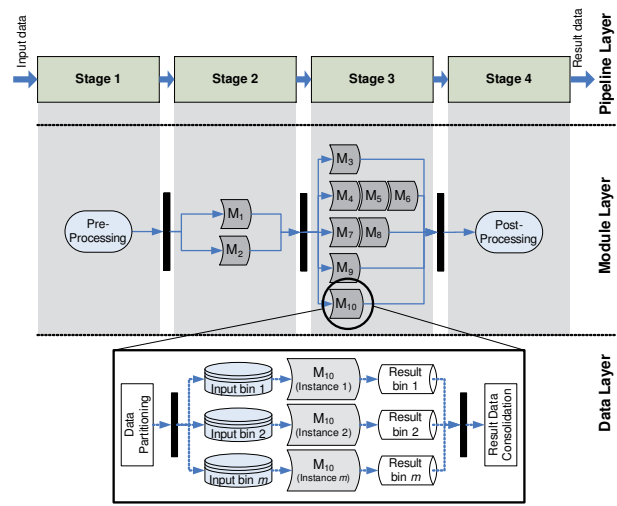 Input data
Result data
Pipeline Layer
Stage 1
Stage 2
Stage 3
Stage 4
Module Layer
Pre-
Processing
M1
M2
M3
M4
M5
M6
M7
M8
M9
M10
Post-
Processing
Data Layer
Data
Partitioning
Input bin 1
M10
(Instance 1)
Result
bin 1
Input bin 2
M10
(Instance 2)
Result
bin 2
Input bin m
M10
(Instance m)
Result
bin m
Result Data
Consolidation